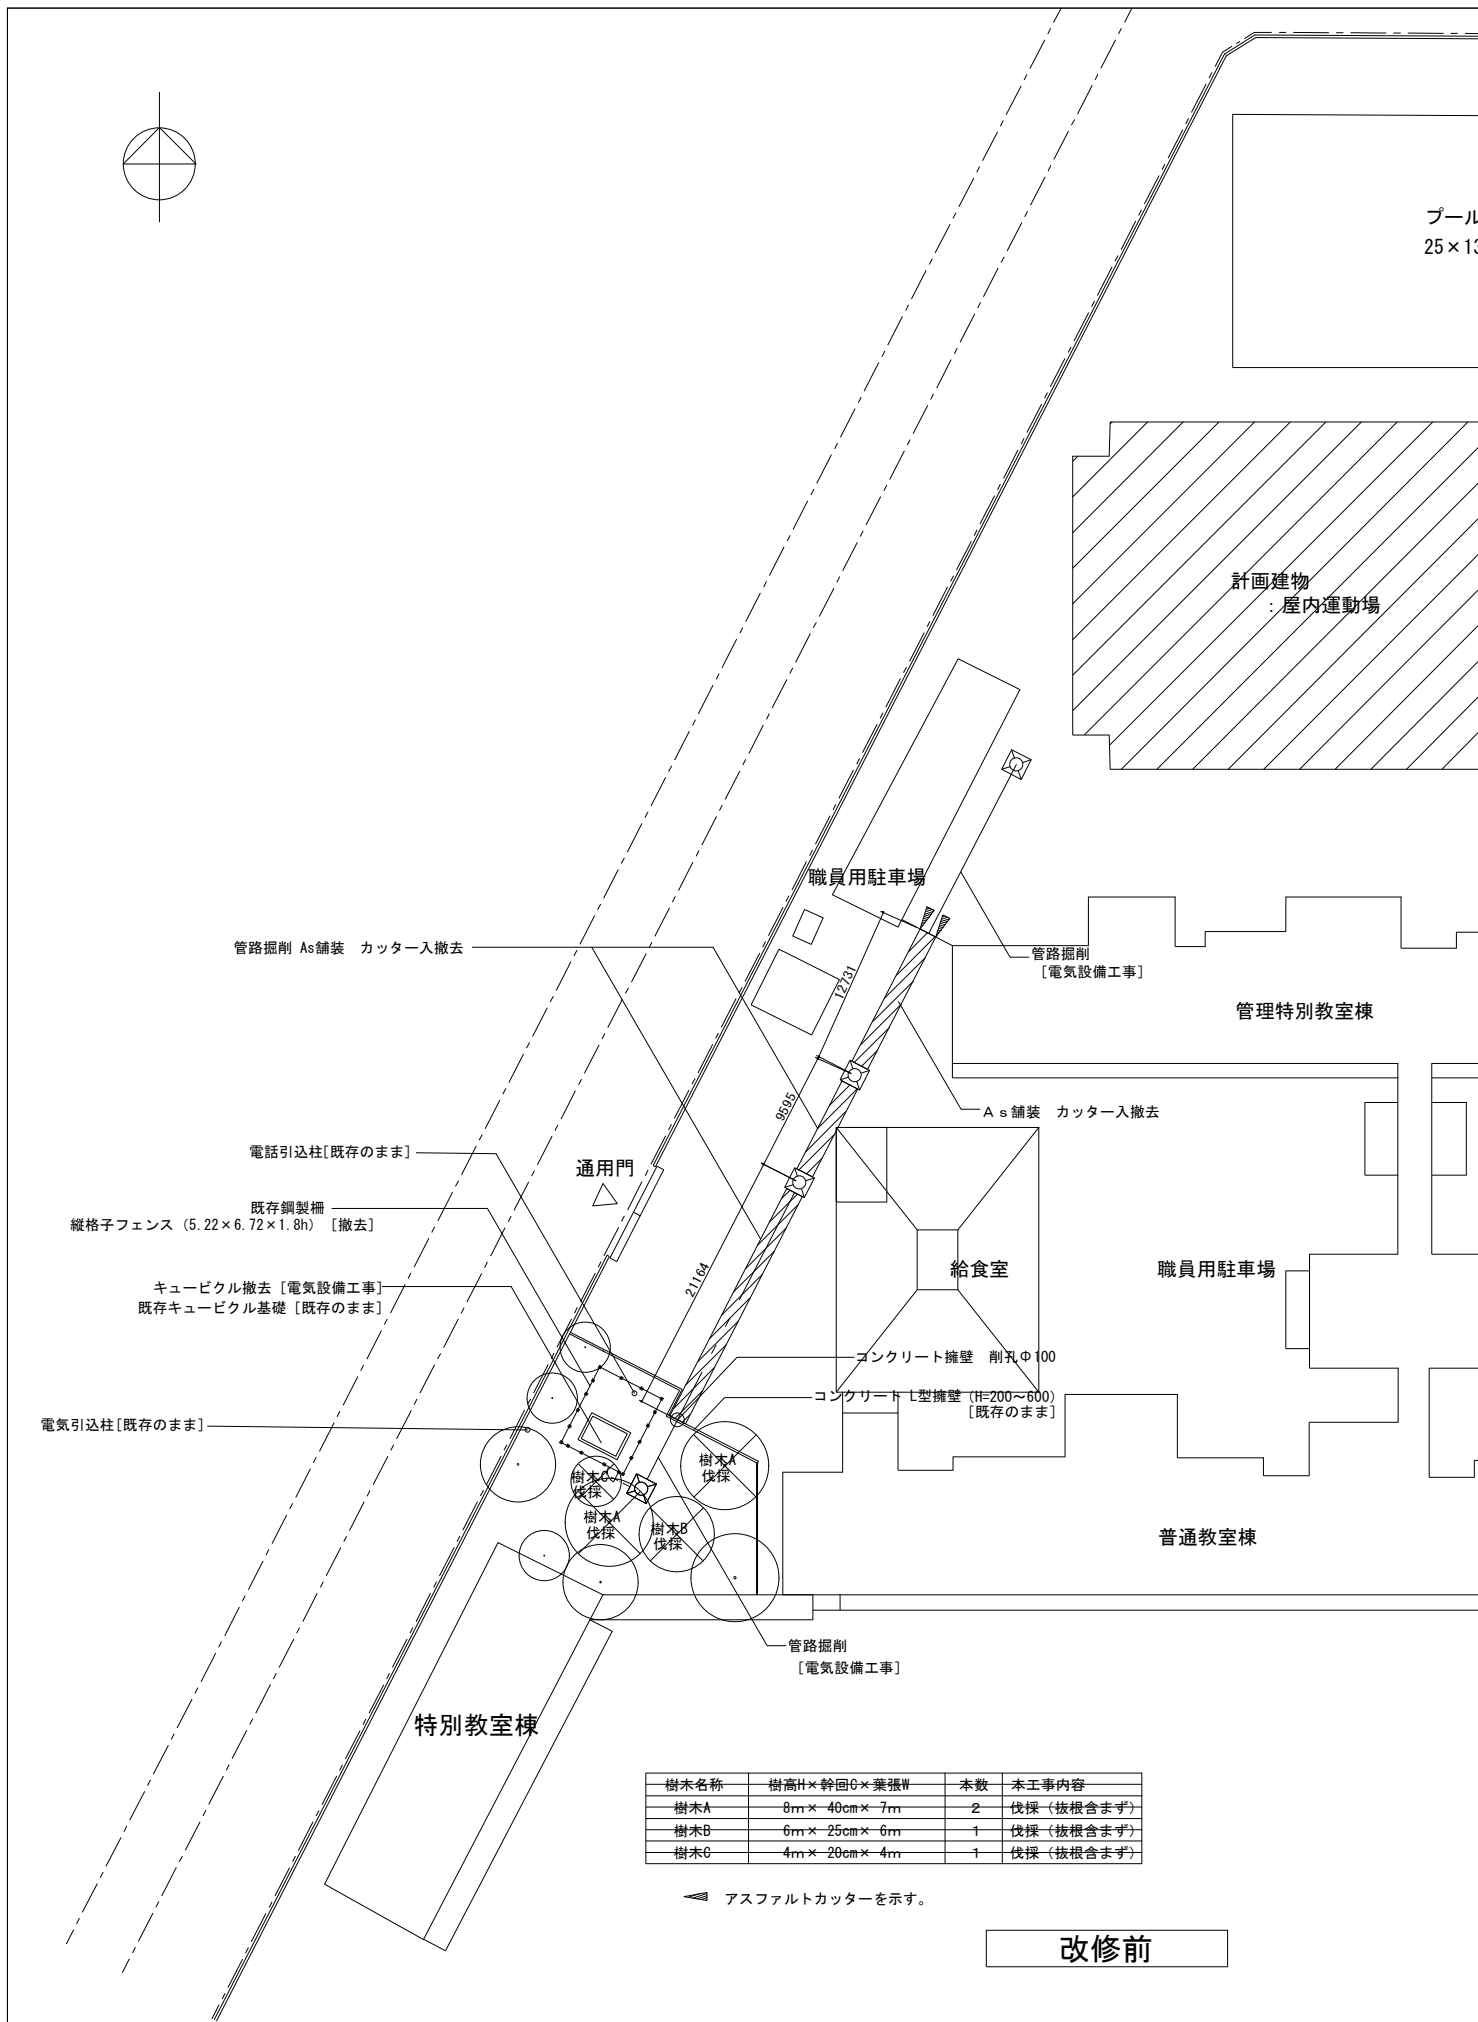 プール
25×13
計画建物
：屋内運動場
職員用駐車場
管路掘削 As舗装　カッター入撤去
管路掘削
[電気設備工事]
12731
管理特別教室棟
9595
Ａｓ舗装　カッター入撤去
電話引込柱[既存のまま]
通用門
既存鋼製柵
縦格子フェンス（5.22×6.72×1.8h）［撤去］
給食室
職員用駐車場
21164
キュービクル撤去［電気設備工事］
既存キュービクル基礎［既存のまま］
コンクリート擁壁　削孔Φ100
コンクリート L型擁壁（H=200～600）
[既存のまま]
電気引込柱[既存のまま]
樹木A
伐採
樹木C
伐採
樹木A
伐採
樹木B
伐採
普通教室棟
管路掘削
[電気設備工事]
特別教室棟
樹木名称　樹高H×幹回C×葉張W　本数　本工事内容
樹木A　8ｍ× 40cm× 7ｍ　2　伐採（抜根含まず）
樹木B　6ｍ× 25cm× 6ｍ　1　伐採（抜根含まず）
樹木C　4ｍ× 20cm× 4ｍ　1　伐採（抜根含まず）
アスファルトカッターを示す。
改修前